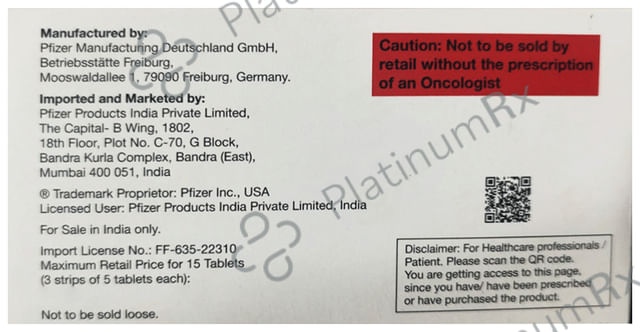 Manufactured by:
Pfizer Manufacturing Deutschland GmbH,
Betriebsstätte Freiburg,
Mooswaldallee 1, 79090 Freiburg, Germany.
Imported and Marketed by:
Pfizer Products India Private Limited,
The Capital- B Wing, 1802,
18th Floor, Plot No. C-70, G Block,
Bandra Kurla Complex, Bandra (East),
Mumbai 400 051, India
® Trademark Proprietor: Pfizer Inc., USA
Licensed User: Pfizer Products India Private Limited, India
For Sale in India only.
Import License No.: FF-635-22310
Maximum Retail Price for 15 Tablets
(3 strips of 5 tablets each):
Not to be sold loose.
Caution: Not to be sold by
retail without the prescription
of an Oncologist
Disclaimer: For Healthcare professionals /
Patient. Please scan the QR code.
You are getting access to this page,
since you have/ have been prescribed
or have purchased the product.
PlatinumRx
PlatinumRx
PlatinumRx